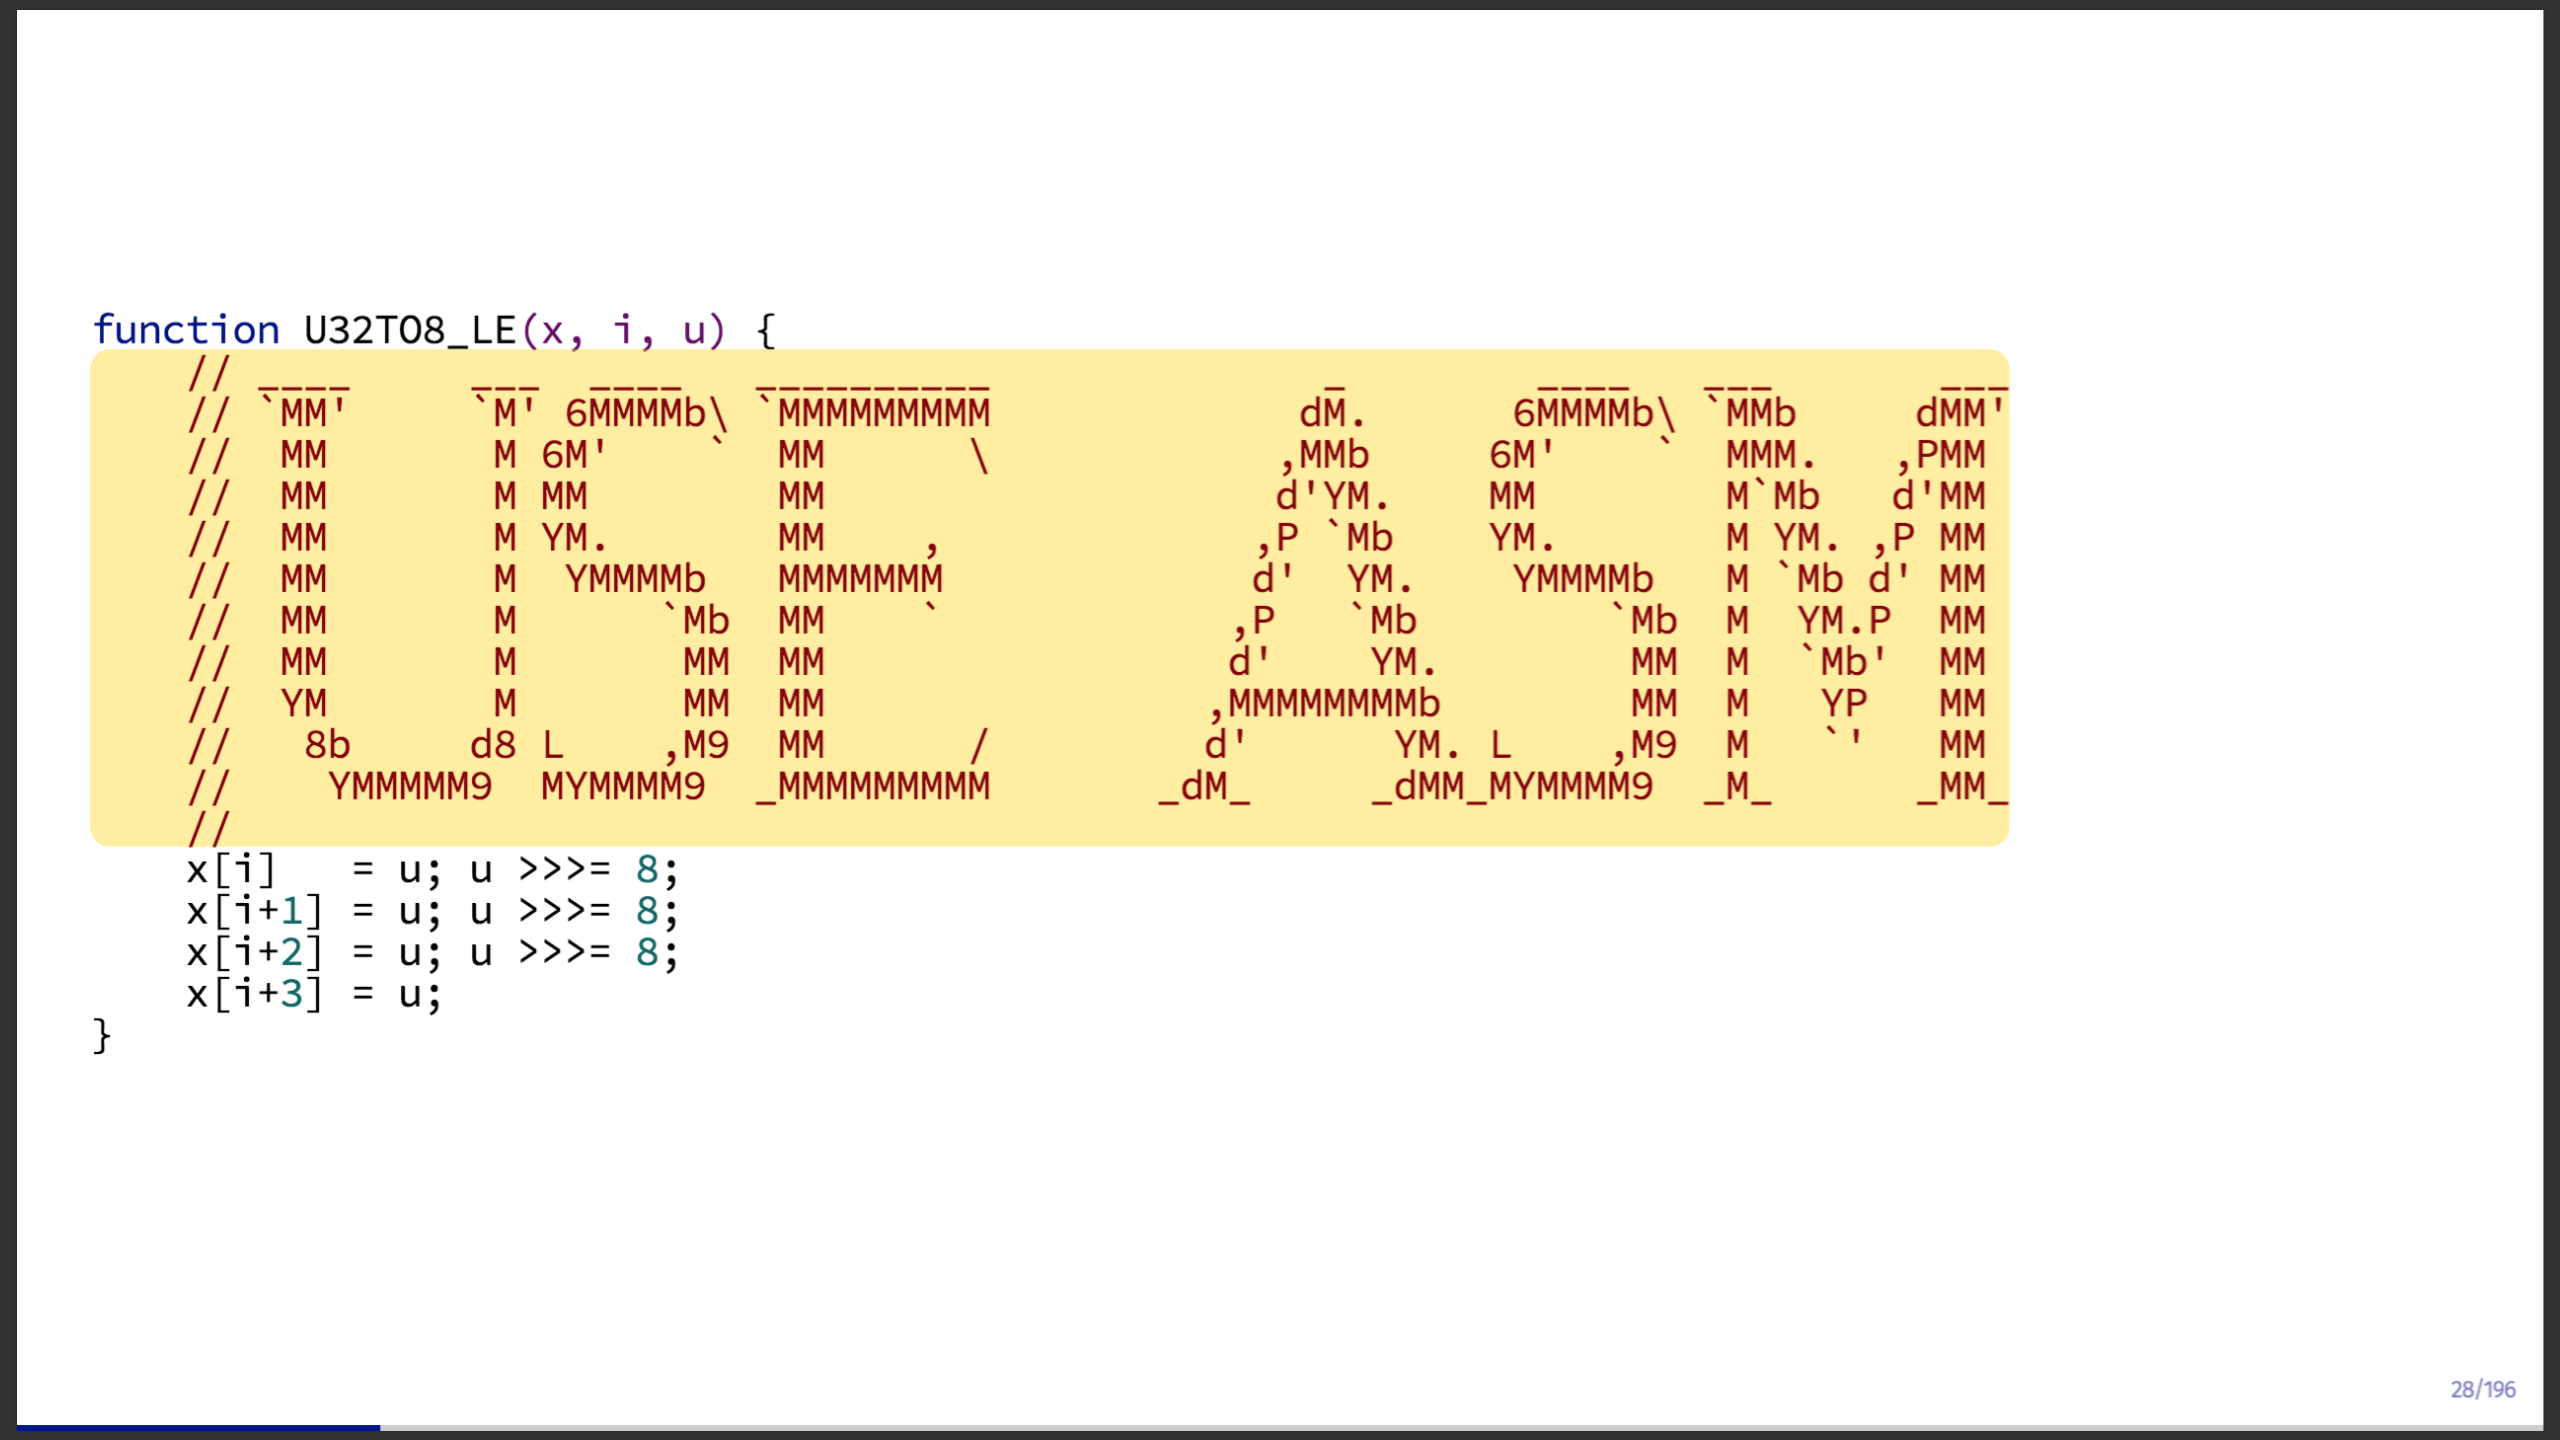 function U32TO8_LE(x, i, u) {
    // ____     ___  ____   __________              _        ____   ___       ___
    // `MM'     `M' 6MMMMb\ `MMMMMMMMM             dM.      6MMMMb\ `MMb     dMM'
    //  MM       M 6M'    `  MM      \            ,MMb     6M'    `  MMM.   ,PMM
    //  MM       M MM        MM                   d'YM.    MM        M`Mb   d'MM
    //  MM       M YM.       MM    ,             ,P `Mb    YM.       M YM. ,P MM
    //  MM       M  YMMMMb   MMMMMMM             d'  YM.    YMMMMb   M `Mb d' MM
    //  MM       M      `Mb  MM    `            ,P   `Mb        `Mb  M  YM.P  MM
    //  MM       M       MM  MM                 d'    YM.        MM  M  `Mb'  MM
    //  YM       M       MM  MM                ,MMMMMMMMb        MM  M   YP   MM
    //   8b     d8 L    ,M9  MM      /         d'      YM. L    ,M9  M   `'   MM
    //    YMMMMM9  MYMMMM9  _MMMMMMMMM       _dM_     _dMM_MYMMMM9  _M_      _MM_
    //
    x[i]   = u; u >>>= 8;
    x[i+1] = u; u >>>= 8;
    x[i+2] = u; u >>>= 8;
    x[i+3] = u;
}
28/196